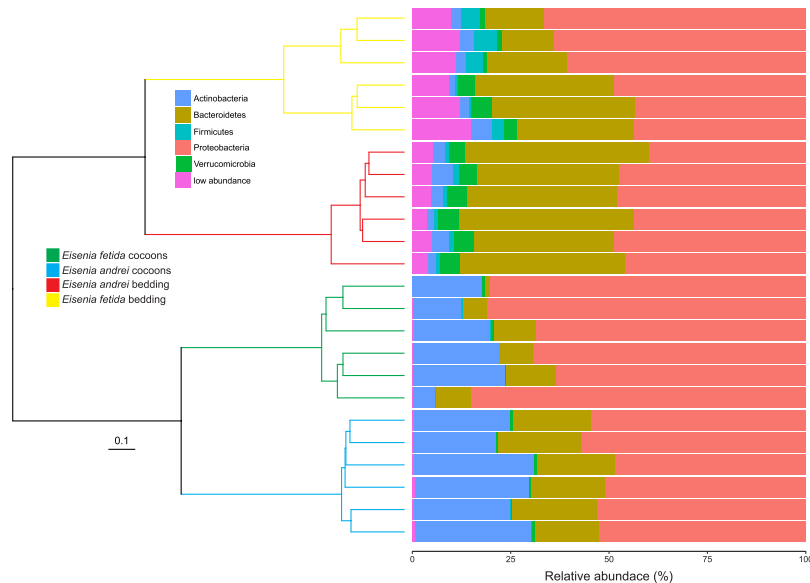 Actinobacteria
Bacteroidetes
Firmicutes
Proteobacteria
Verrucomicrobia
low abundance
Eisenia fetida cocoons
Eisenia andrei cocoons
Eisenia andrei bedding
Eisenia fetida bedding
0.1
0 25 50 75 100
Relative abundace (%)